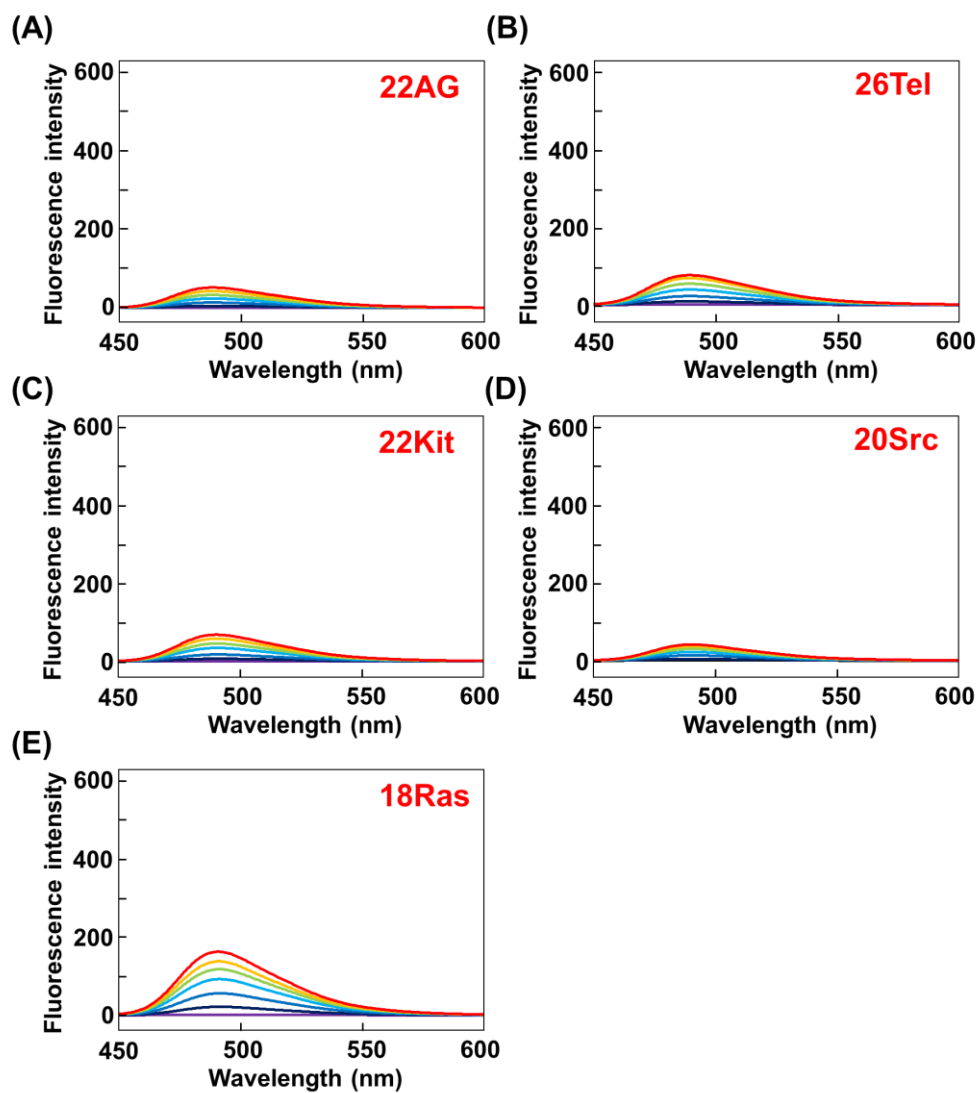 (A)
22AG
600
400
200
0
Fluorescence intensity
450 500 550 600
Wavelength (nm)
(B)
26Tel
600
400
200
0
Fluorescence intensity
450 500 550 600
Wavelength (nm)
(C)
22Kit
600
400
200
0
Fluorescence intensity
450 500 550 600
Wavelength (nm)
(D)
20Src
600
400
200
0
Fluorescence intensity
450 500 550 600
Wavelength (nm)
(E)
18Ras
600
400
200
0
Fluorescence intensity
450 500 550 600
Wavelength (nm)